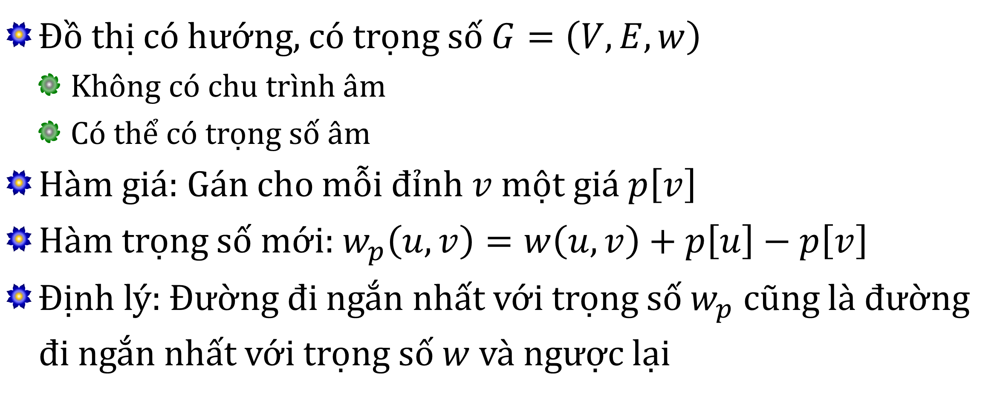 Đồ thị có hướng, có trọng số G = (V, E, w)
Không có chu trình âm
Có thể có trọng số âm
Hàm giá: Gán cho mỗi đỉnh v một giá p[v]
Hàm trọng số mới: wₚ(u, v) = w(u, v) + p[u] − p[v]
Định lý: Đường đi ngắn nhất với trọng số wₚ cũng là đường
đi ngắn nhất với trọng số w và ngược lại